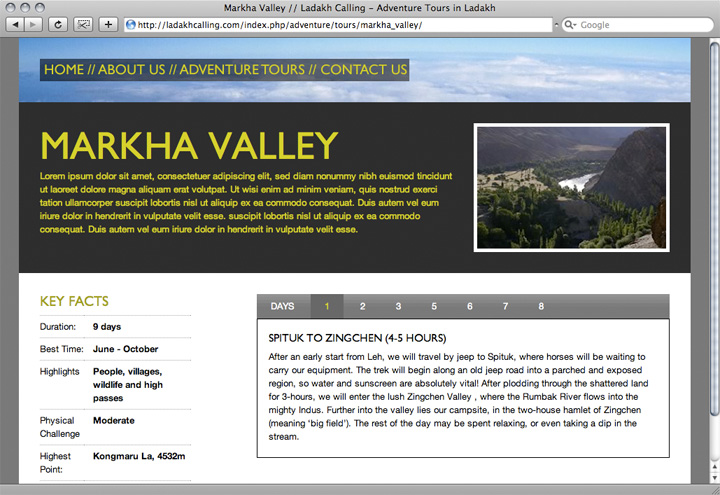 Markha Valley // Ladakh Calling - Adventure Tours in Ladakh
http://ladakhcalling.com/index.php/adventure/tours/markha_valley/
Google
HOME // ABOUT US // ADVENTURE TOURS // CONTACT US
MARKHA VALLEY
Lorem ipsum dolor sit amet, consectetuer adipiscing elit, sed diam nonummy nibh euismod tincidunt
ut laoreet dolore magna aliquam erat volutpat. Ut wisi enim ad minim veniam, quis nostrud exerci
tation ullamcorper suscipit lobortis nisl ut aliquip ex ea commodo consequat. Duis autem vel eum
iriure dolor in hendrerit in vulputate velit esse. suscipit lobortis nisl ut aliquip ex ea commodo
consequat. Duis autem vel eum iriure dolor in hendrerit in vulputate velit esse.
KEY FACTS
Duration: 9 days
Best Time: June - October
Highlights People, villages,
wildlife and high
passes
Physical Moderate
Challenge
Highest Kongmaru La, 4532m
Point:
DAYS 1 2 3 4 5 6 7 8
SPITUK TO ZINGCHEN (4-5 HOURS)
After an early start from Leh, we will travel by jeep to Spituk, where horses will be waiting to
carry our equipment. The trek will begin along an old jeep road into a parched and exposed
region, so water and sunscreen are absolutely vital! After plodding through the shattered land
for 3-hours, we will enter the lush Zingchen Valley , where the Rumbak River flows into the
mighty Indus. Further into the valley lies our campsite, in the two-house hamlet of Zingchen
(meaning ‘big field’). The rest of the day may be spent relaxing, or even taking a dip in the
stream.